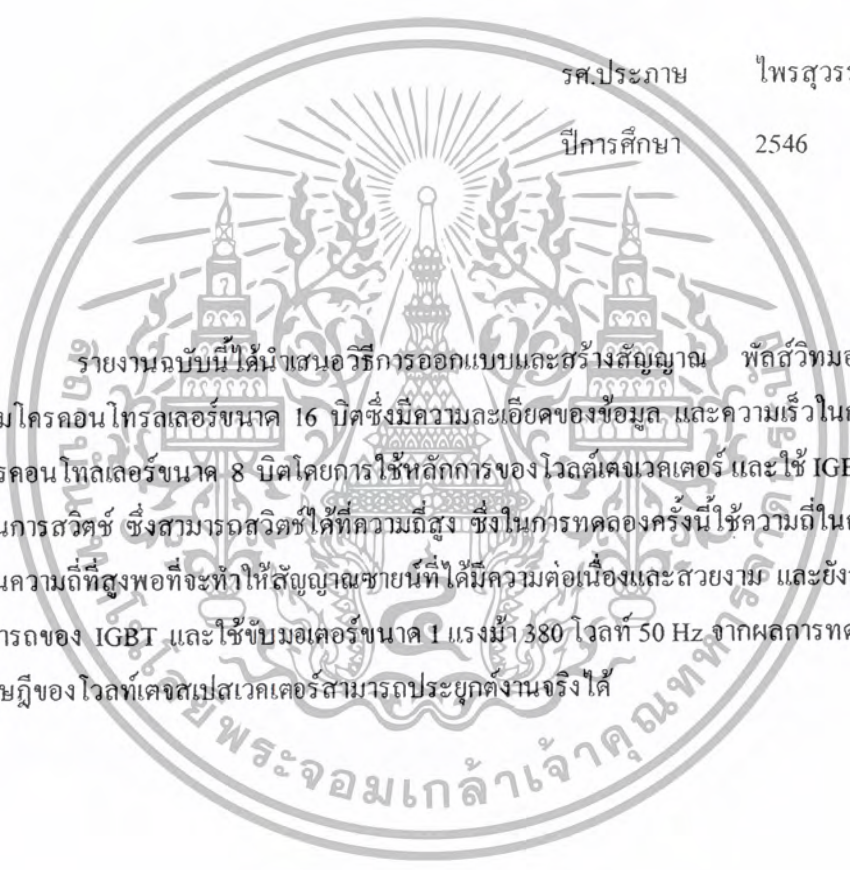 รศ.ประภาษ ไพรสุวรร
ปีการศึกษา 2546
รายงานฉบับนี้ได้นำเสนอวิธีการออกแบบและสร้างสัญญาณ พัลส์วิทมอ
มโครคอนโทรลเลอร์ขนาด 16 บิตซึ่งมีความละเอียดของข้อมูล และความเร็วในก
รคอนโทลเลอร์ขนาด 8 บิตโดยการใช้หลักการของโวลต์เตจเวคเตอร์ และใช้ IGB
นการสวิตช์ ซึ่งสามารถสวิตช์ได้ที่ความถี่สูง ซึ่งในการทดลองครั้งนี้ใช้ความถี่ในก
นความถี่ที่สูงพอที่จะทำให้สัญญาณซายน์ที่ได้มีความต่อเนื่องและสวยงาม และยัง
ารถของ IGBT และใช้ขับมอเตอร์ขนาด 1 แรงม้า 380 โวลท์ 50 Hz จากผลการทด
ษฎีของโวลท์เตจสเปสเวคเตอร์สามารถประยุกต์งานจริงได้
พระจอมเกล้าเจ้าคุณทหาร